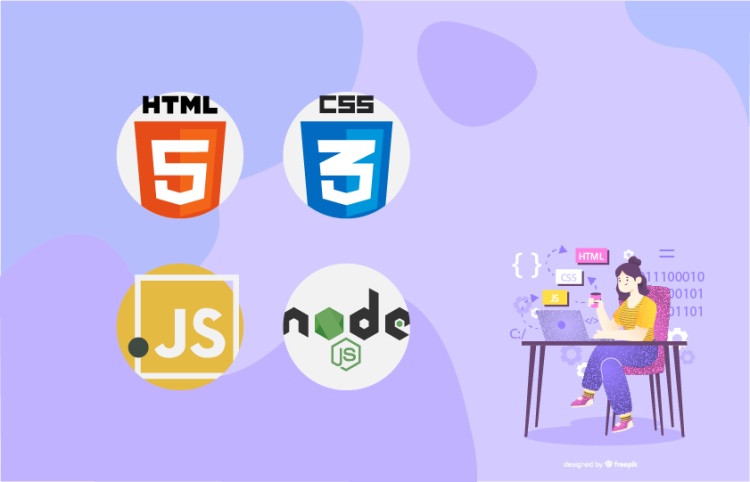 HTML
5
CSS
3
JS
node
JS
HTML
{ }
CSS
JS
</>
C:/
11100010
00101
01101
designed by freepik